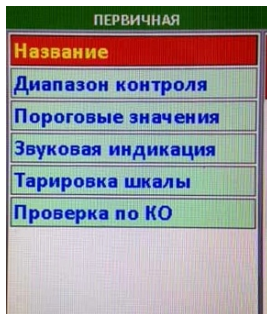 ПЕРВИЧНАЯ
Название
Диапазон контроля
Пороговые значения
Звуковая индикация
Тарировка шкалы
Проверка по КО